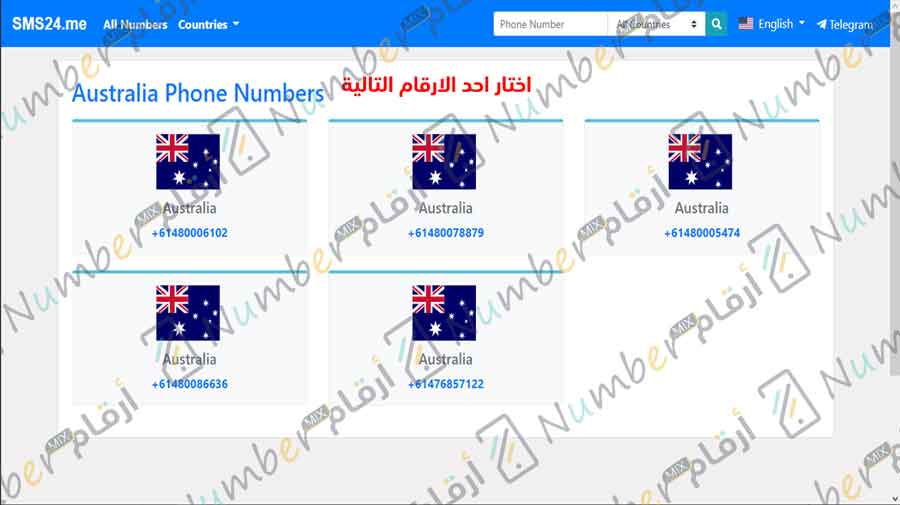 SMS24.me All Numbers Countries Phone Number All Countries English Telegram
Australia Phone Numbers اختار احد الارقام التالية
Australia Australia Australia
+61480006102 +61480078879 +61480005474
Australia Australia
+61480086636 +61476857122
Number MIX أرقام